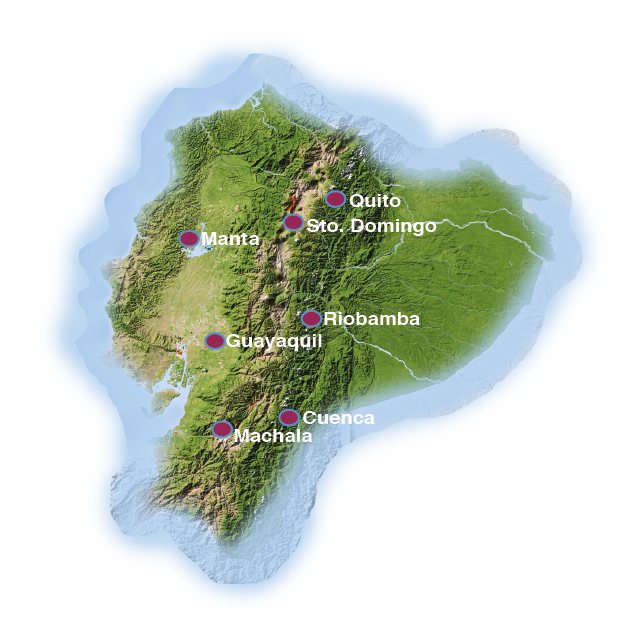 Quito
Sto. Domingo
Manta
Riobamba
Guayaquil
Cuenca
Machala